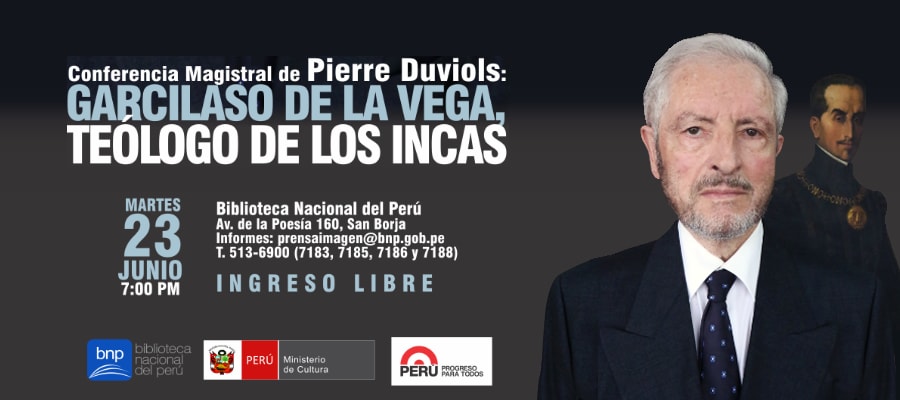 Conferencia Magistral de Pierre Duviols:
GARCILASO DE LA VEGA,
TEÓLOGO DE LOS INCAS
MARTES
23
JUNIO
7:00 PM
Biblioteca Nacional del Perú
Av. de la Poesía 160, San Borja
Informes: prensaimagen@bnp.gob.pe
T. 513-6900 (7183, 7185, 7186 y 7188)
INGRESO LIBRE
bnp
biblioteca
nacional
del perú
PERÚ
Ministerio
de Cultura
PERÚ
PROGRESO
PARA TODOS